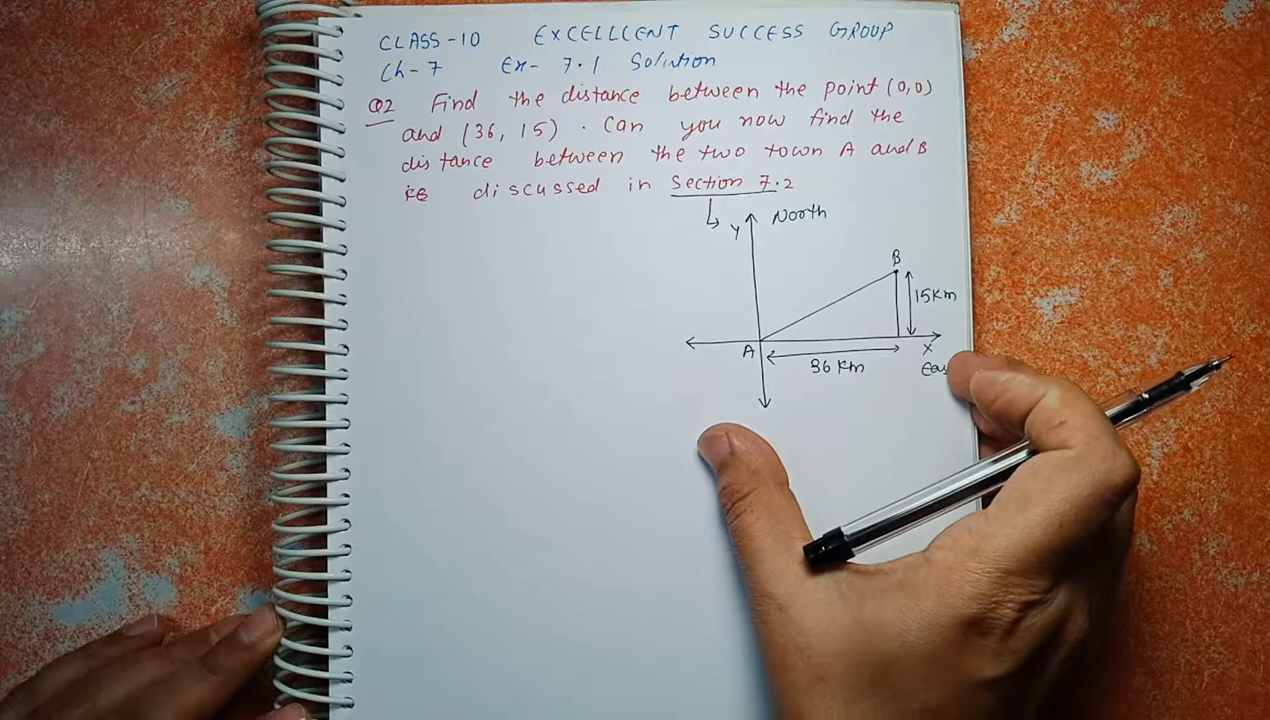 CLASS-10 EXCELLCENT SUCCESS GROUP
Ch-7 Ex- 7.1 Solution
Q2 Find the distance between the point (0,0)
and (36, 15). Can you now find the
distance between the two town A and B
discussed in Section 7.2
Y North
B
15Km
A X
36 Km